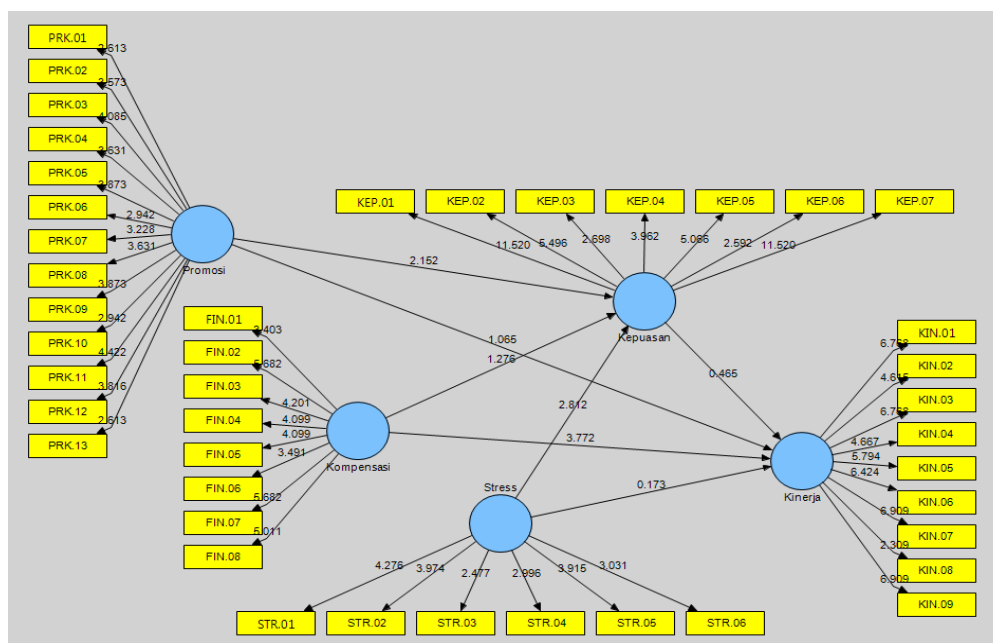 PRK.01
2.613
PRK.02
3.573
PRK.03
4.085
PRK.04
3.631
PRK.05
3.873
PRK.06
2.942
PRK.07
3.228
3.631
PRK.08
3.873
PRK.09
2.942
PRK.10
4.422
PRK.11
3.816
PRK.12
2.613
PRK.13
Promosi
KEP.01
KEP.02
KEP.03
KEP.04
KEP.05
KEP.06
KEP.07
11.520
5.496
2.698
3.962
5.066
2.592
11.520
Kepuasan
2.152
1.065
1.276
0.465
2.812
3.772
0.173
FIN.01
3.403
FIN.02
5.682
FIN.03
4.201
FIN.04
4.099
FIN.05
4.099
FIN.06
3.491
FIN.07
5.682
FIN.08
5.011
Kompensasi
Stress
4.276
3.974
2.477
2.996
3.915
3.031
STR.01
STR.02
STR.03
STR.04
STR.05
STR.06
Kinerja
KIN.01
6.768
KIN.02
4.615
KIN.03
6.768
KIN.04
4.667
KIN.05
5.794
6.424
KIN.06
6.909
KIN.07
2.309
KIN.08
6.909
KIN.09